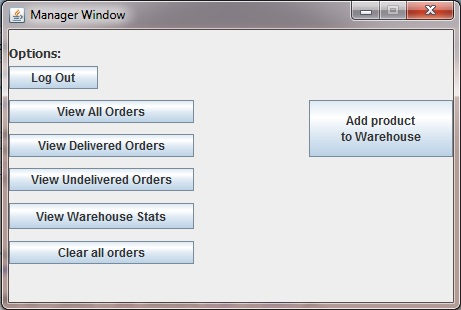 Manager Window
Options:
Log Out
View All Orders
View Delivered Orders
View Undelivered Orders
View Warehouse Stats
Clear all orders
Add product
to Warehouse